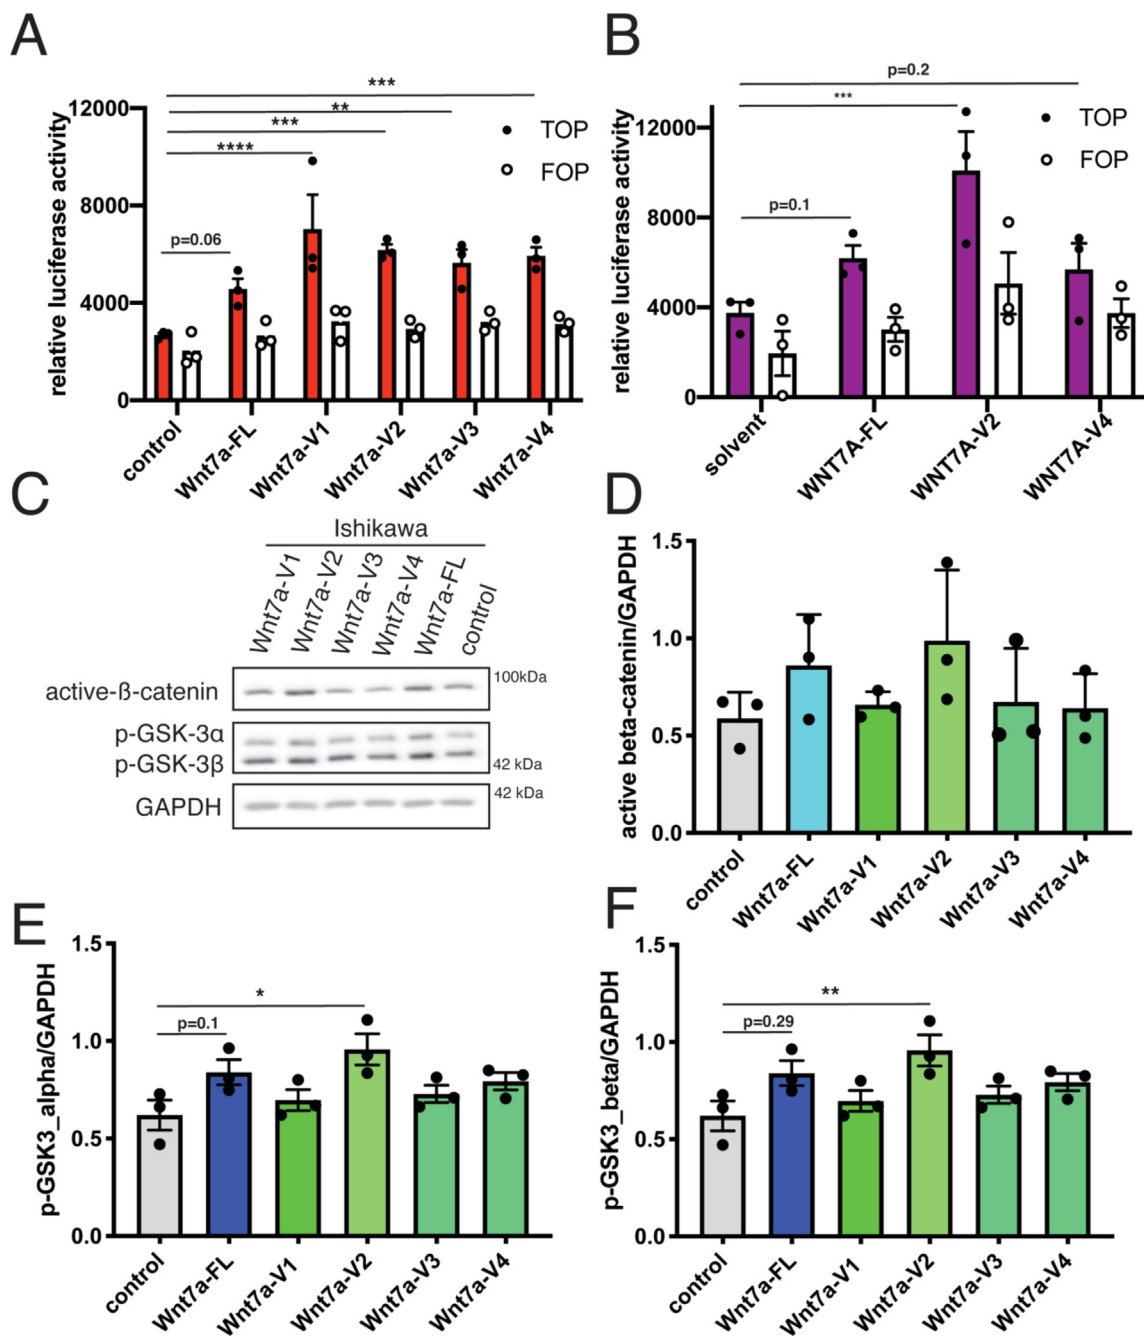 A
relative luciferase activity
12000
8000
4000
0
***
**
***
****
p=0.06
TOP
FOP
control
Wnt7a-FL
Wnt7a-V1
Wnt7a-V2
Wnt7a-V3
Wnt7a-V4
B
relative luciferase activity
12000
8000
4000
0
p=0.2
***
p=0.1
TOP
FOP
solvent
WNT7A-FL
WNT7A-V2
WNT7A-V4
C
Ishikawa
Wnt7a-V1
Wnt7a-V2
Wnt7a-V3
Wnt7a-V4
Wnt7a-FL
control
active-ß-catenin
100kDa
p-GSK-3α
p-GSK-3β
42 kDa
GAPDH
42 kDa
D
active beta-catenin/GAPDH
1.5
1.0
0.5
0.0
control
Wnt7a-FL
Wnt7a-V1
Wnt7a-V2
Wnt7a-V3
Wnt7a-V4
E
p-GSK3_alpha/GAPDH
1.5
1.0
0.5
0.0
*
p=0.1
control
Wnt7a-FL
Wnt7a-V1
Wnt7a-V2
Wnt7a-V3
Wnt7a-V4
F
p-GSK3_beta/GAPDH
1.5
1.0
0.5
0.0
**
p=0.29
control
Wnt7a-FL
Wnt7a-V1
Wnt7a-V2
Wnt7a-V3
Wnt7a-V4